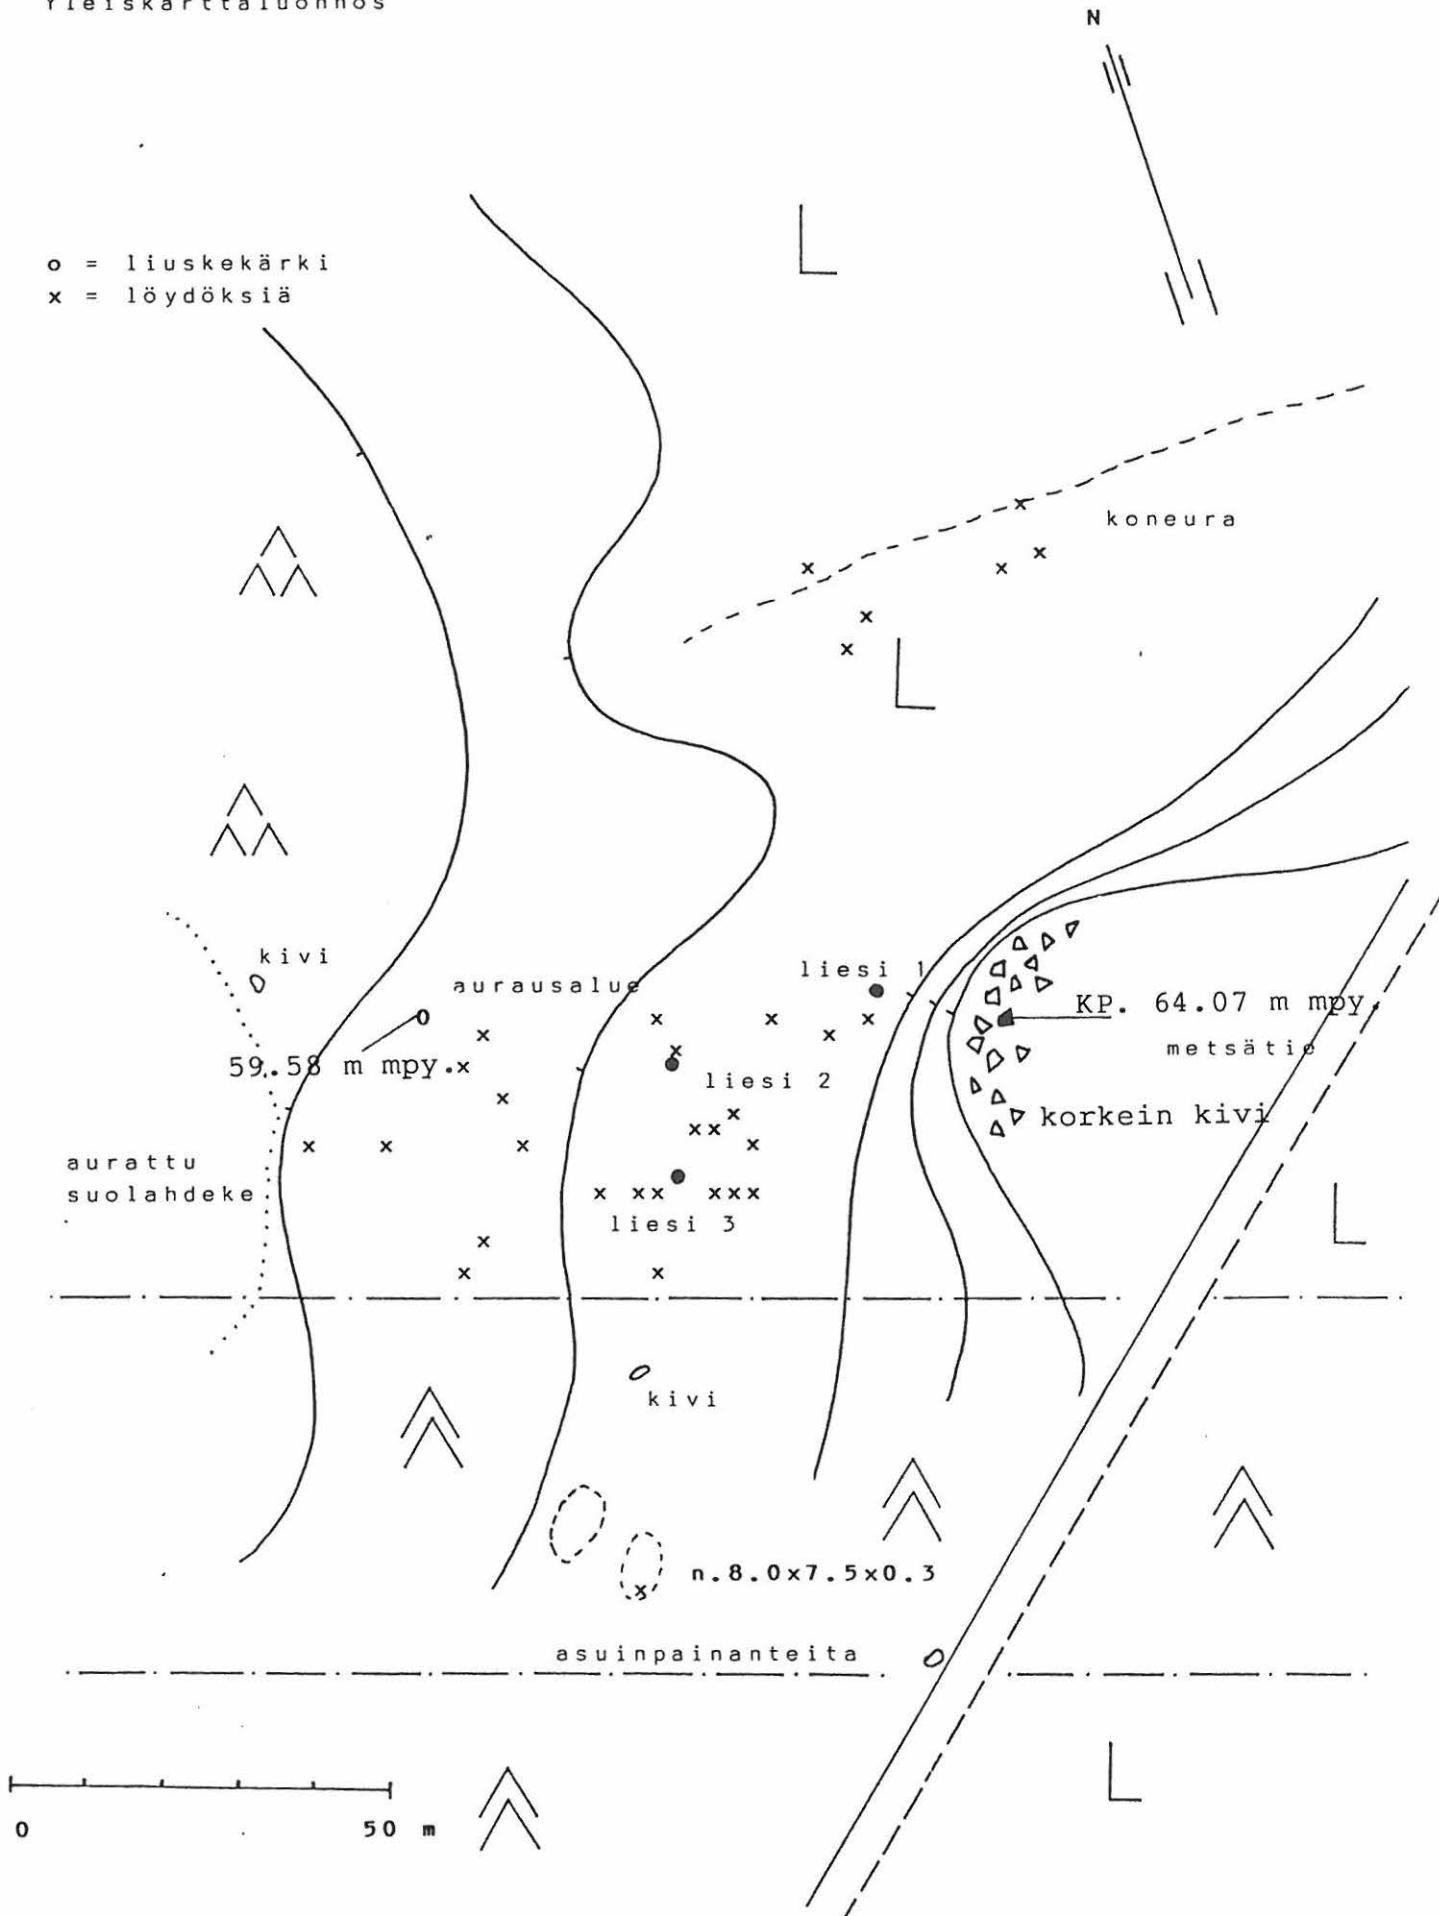 Yleiskarttaluonnos
N
o = liuskekärki
x = löydöksiä
koneura
kivi
aurausalue
liesi 1
KP. 64.07 m mpy.
59.58 m mpy.
metsätie
liesi 2
korkein kivi
aurattu
suolahdeke
liesi 3
kivi
n.8.0x7.5x0.3
asuinpainanteita
0 50 m